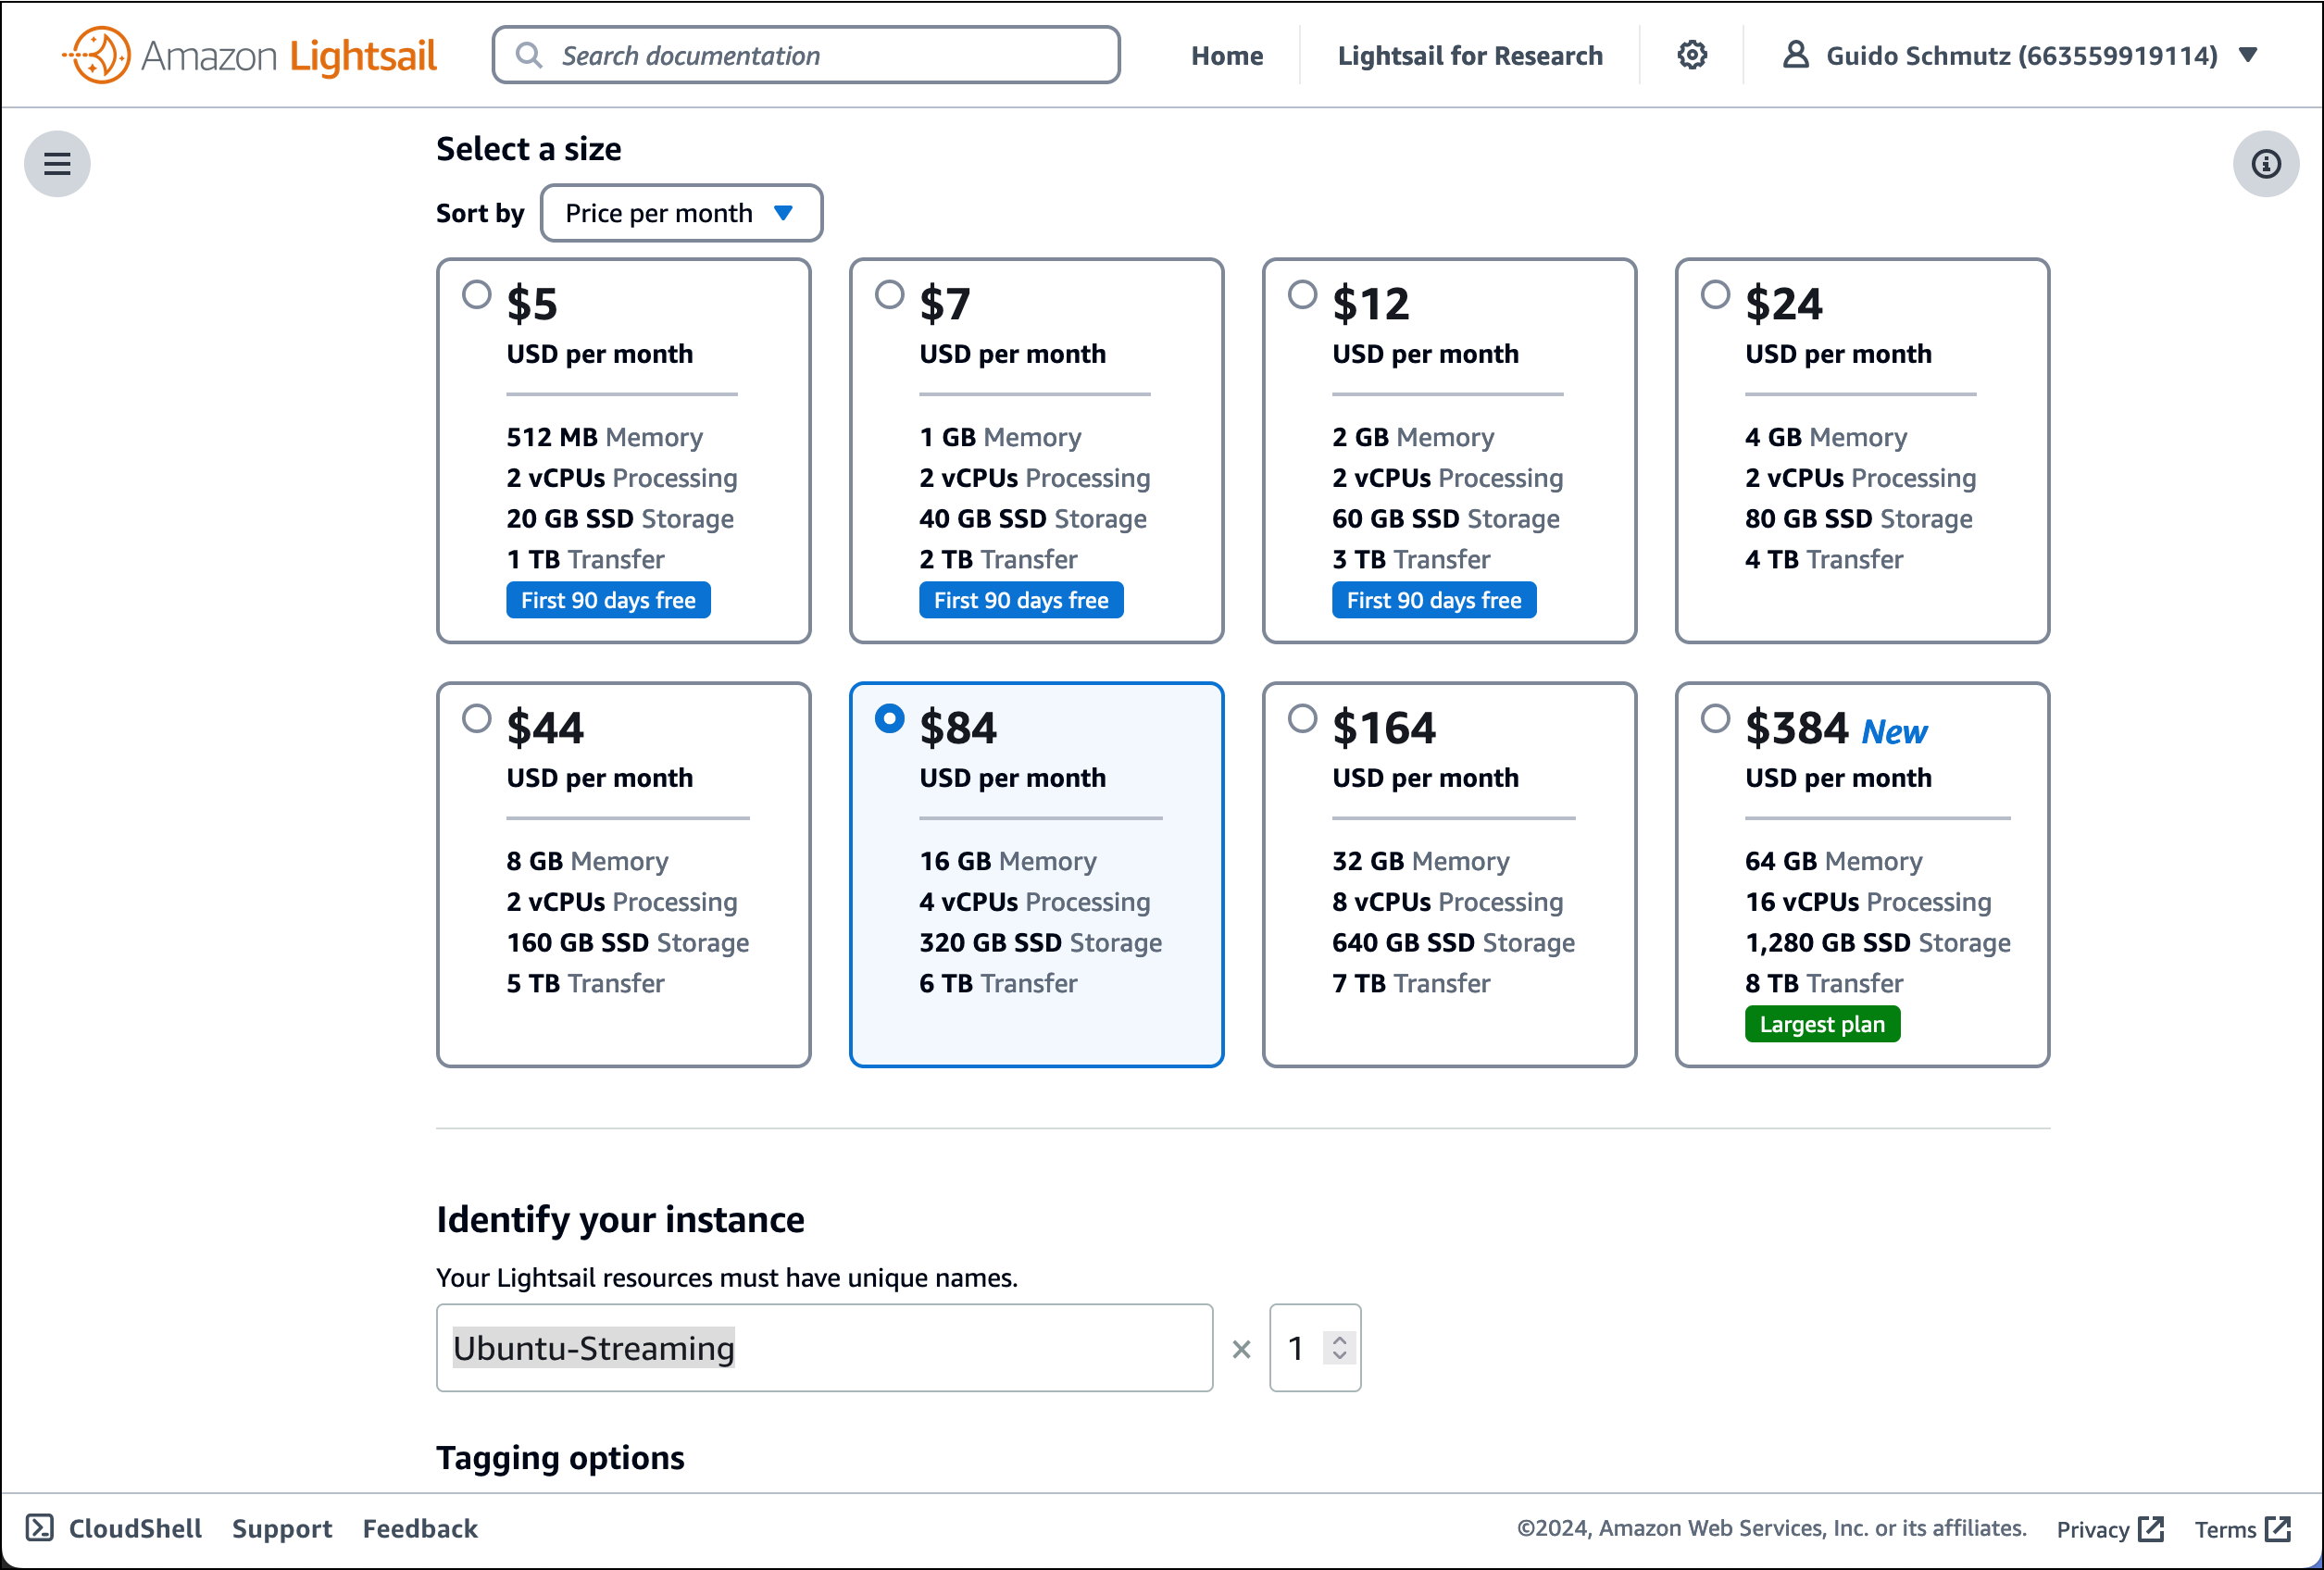 Amazon Lightsail
Search documentation
Home
Lightsail for Research
Guido Schmutz (663559919114)
Select a size
Sort by
Price per month
$5
USD per month
512 MB Memory
2 vCPUs Processing
20 GB SSD Storage
1 TB Transfer
First 90 days free
$7
USD per month
1 GB Memory
2 vCPUs Processing
40 GB SSD Storage
2 TB Transfer
First 90 days free
$12
USD per month
2 GB Memory
2 vCPUs Processing
60 GB SSD Storage
3 TB Transfer
First 90 days free
$24
USD per month
4 GB Memory
2 vCPUs Processing
80 GB SSD Storage
4 TB Transfer
$44
USD per month
8 GB Memory
2 vCPUs Processing
160 GB SSD Storage
5 TB Transfer
$84
USD per month
16 GB Memory
4 vCPUs Processing
320 GB SSD Storage
6 TB Transfer
$164
USD per month
32 GB Memory
8 vCPUs Processing
640 GB SSD Storage
7 TB Transfer
$384 New
USD per month
64 GB Memory
16 vCPUs Processing
1,280 GB SSD Storage
8 TB Transfer
Largest plan
Identify your instance
Your Lightsail resources must have unique names.
Ubuntu-Streaming
× 1
Tagging options
CloudShell
Support
Feedback
©2024, Amazon Web Services, Inc. or its affiliates.
Privacy
Terms